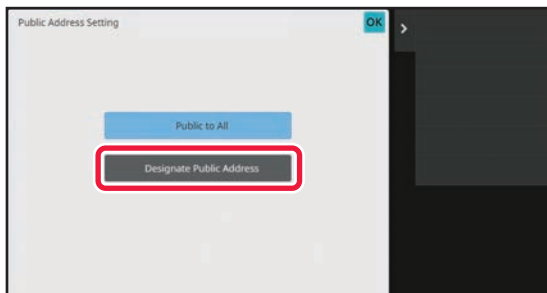 Public Address Setting
OK
Public to All
Designate Public Address